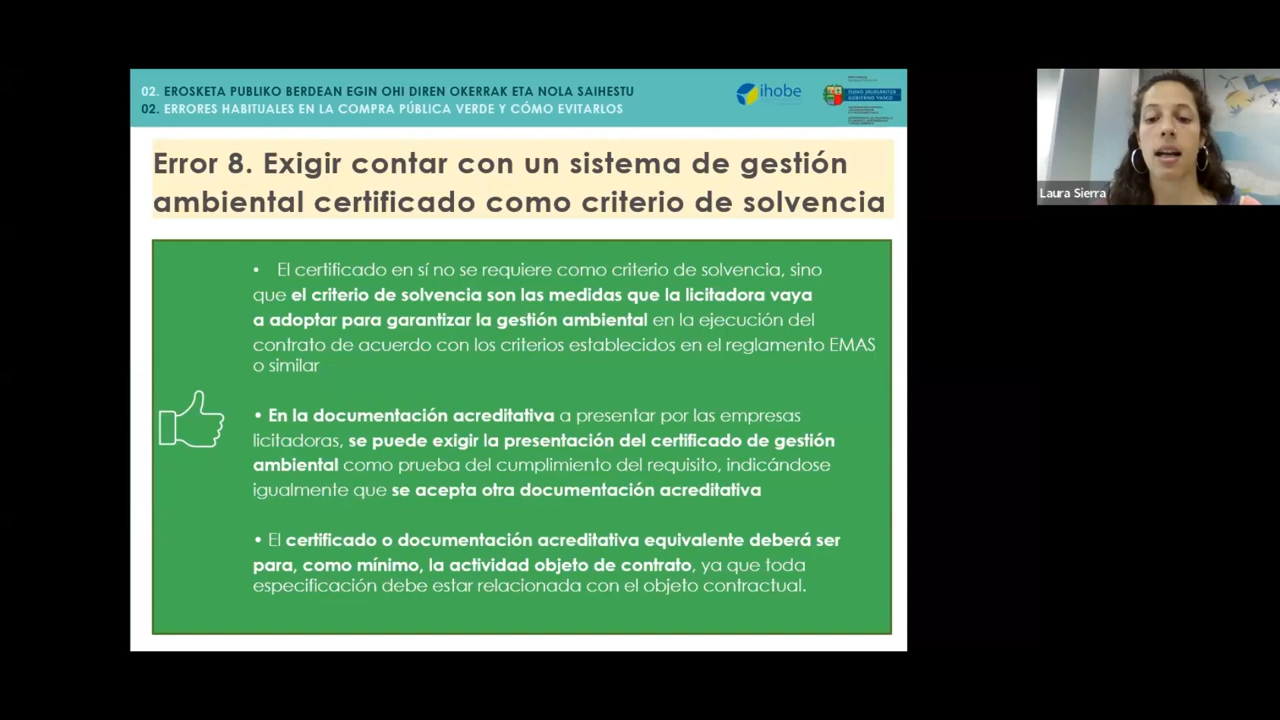 02. EROSKETA PUBLIKO BERDEAN EGIN OHI DIREN OKERRAK ETA NOLA SAIHESTU
02. ERRORES HABITUALES EN LA COMPRA PÚBLICA VERDE Y CÓMO EVITARLOS
ihobe
EUSKO JAURLARITZA
GOBIERNO VASCO
Error 8. Exigir contar con un sistema de gestión
ambiental certificado como criterio de solvencia
• El certificado en sí no se requiere como criterio de solvencia, sino
que el criterio de solvencia son las medidas que la licitadora vaya
a adoptar para garantizar la gestión ambiental en la ejecución del
contrato de acuerdo con los criterios establecidos en el reglamento EMAS
o similar
• En la documentación acreditativa a presentar por las empresas
licitadoras, se puede exigir la presentación del certificado de gestión
ambiental como prueba del cumplimiento del requisito, indicándose
igualmente que se acepta otra documentación acreditativa
• El certificado o documentación acreditativa equivalente deberá ser
para, como mínimo, la actividad objeto de contrato, ya que toda
especificación debe estar relacionada con el objeto contractual.
Laura Sierra